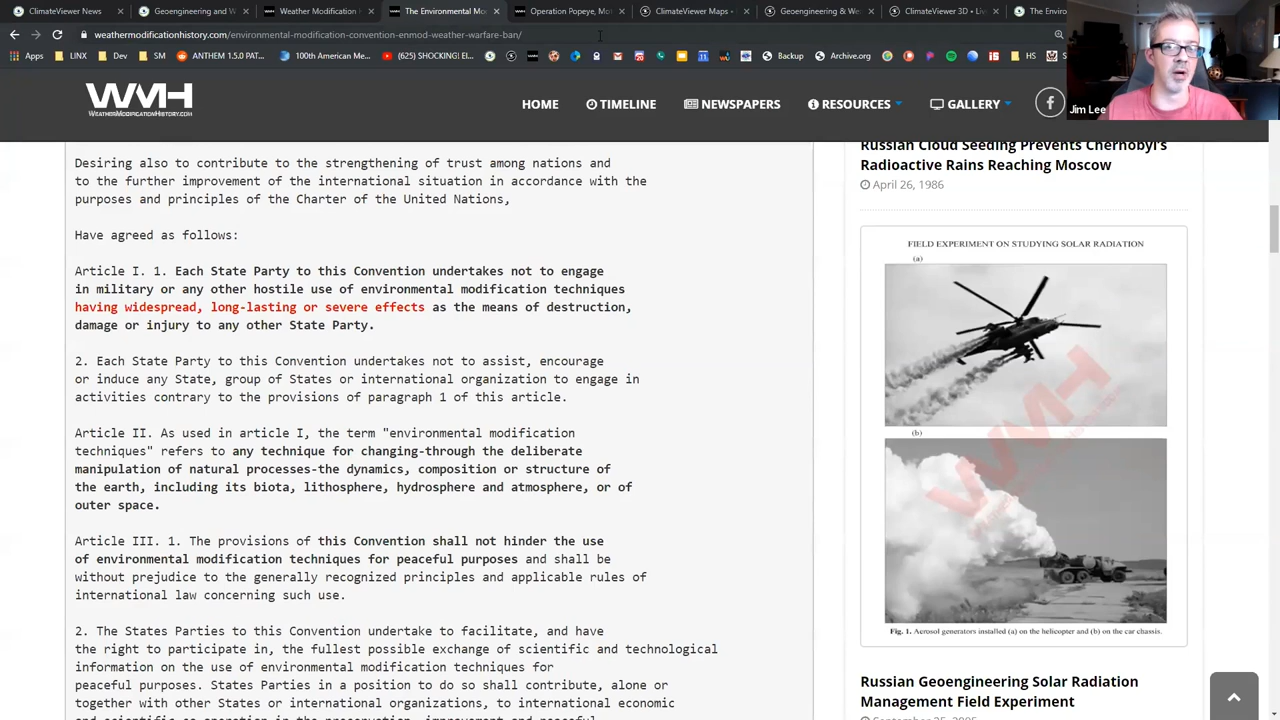 ClimateViewer News
Geoengineering and W
Weather Modification H
The Environmental Mo
Operation Popeye, Mot
ClimateViewer Maps
Geoengineering & We
ClimateViewer 3D • Live
The Enviro
weathermodificationhistory.com/environmental-modification-convention-enmod-weather-warfare-ban/
Apps
LINX
Dev
SM
ANTHEM 1.5.0 PAT...
100th American Me...
(625) SHOCKING! El...
Backup
Archive.org
HS
Jim Lee
WMH
WEATHERMODIFICATIONHISTORY.COM
HOME
TIMELINE
NEWSPAPERS
RESOURCES
GALLERY
Desiring also to contribute to the strengthening of trust among nations and
to the further improvement of the international situation in accordance with the
purposes and principles of the Charter of the United Nations,
Have agreed as follows:
Article I. 1. Each State Party to this Convention undertakes not to engage
in military or any other hostile use of environmental modification techniques
having widespread, long-lasting or severe effects as the means of destruction,
damage or injury to any other State Party.
2. Each State Party to this Convention undertakes not to assist, encourage
or induce any State, group of States or international organization to engage in
activities contrary to the provisions of paragraph 1 of this article.
Article II. As used in article I, the term "environmental modification
techniques" refers to any technique for changing-through the deliberate
manipulation of natural processes-the dynamics, composition or structure of
the earth, including its biota, lithosphere, hydrosphere and atmosphere, or of
outer space.
Article III. 1. The provisions of this Convention shall not hinder the use
of environmental modification techniques for peaceful purposes and shall be
without prejudice to the generally recognized principles and applicable rules of
international law concerning such use.
2. The States Parties to this Convention undertake to facilitate, and have
the right to participate in, the fullest possible exchange of scientific and technological
information on the use of environmental modification techniques for
peaceful purposes. States Parties in a position to do so shall contribute, alone or
together with other States or international organizations, to international economic
Russian Cloud Seeding Prevents Chernobyl's
Radioactive Rains Reaching Moscow
April 26, 1986
FIELD EXPERIMENT ON STUDYING SOLAR RADIATION
(a)
(b)
WMH
Fig. 1. Aerosol generators installed (a) on the helicopter and (b) on the car chassis.
Russian Geoengineering Solar Radiation
Management Field Experiment